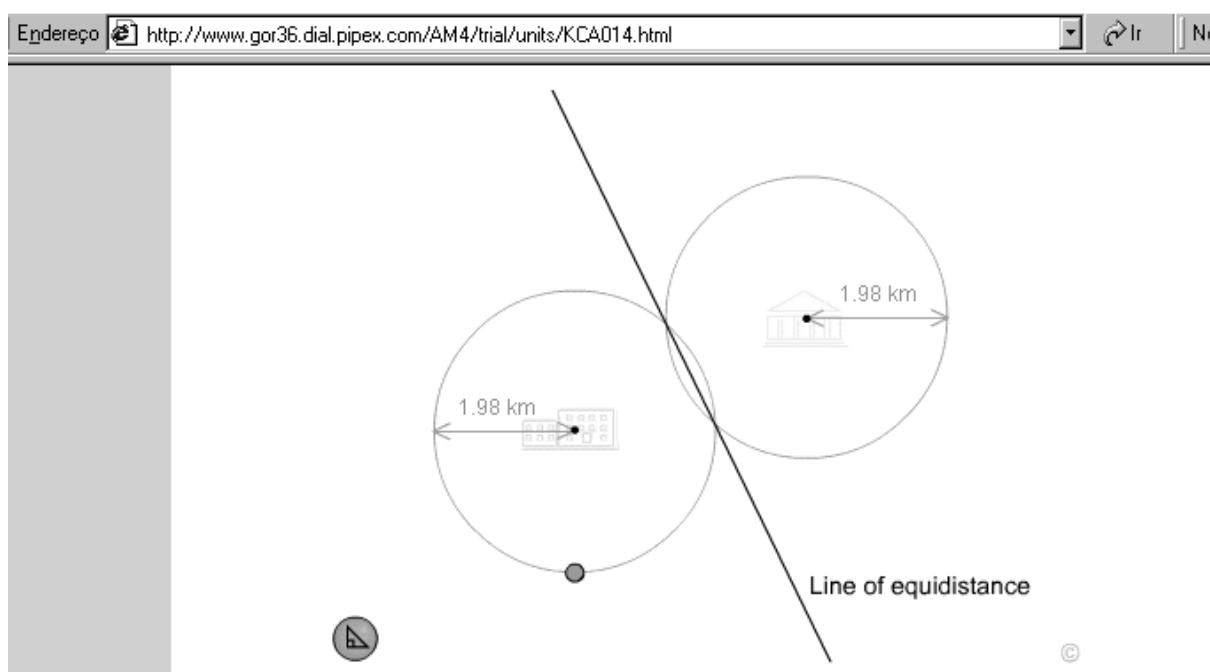 Endereço http://www.gor36.dial.pipex.com/AM4/trial/units/KCA014.html Ir
1.98 km
1.98 km
Line of equidistance
©